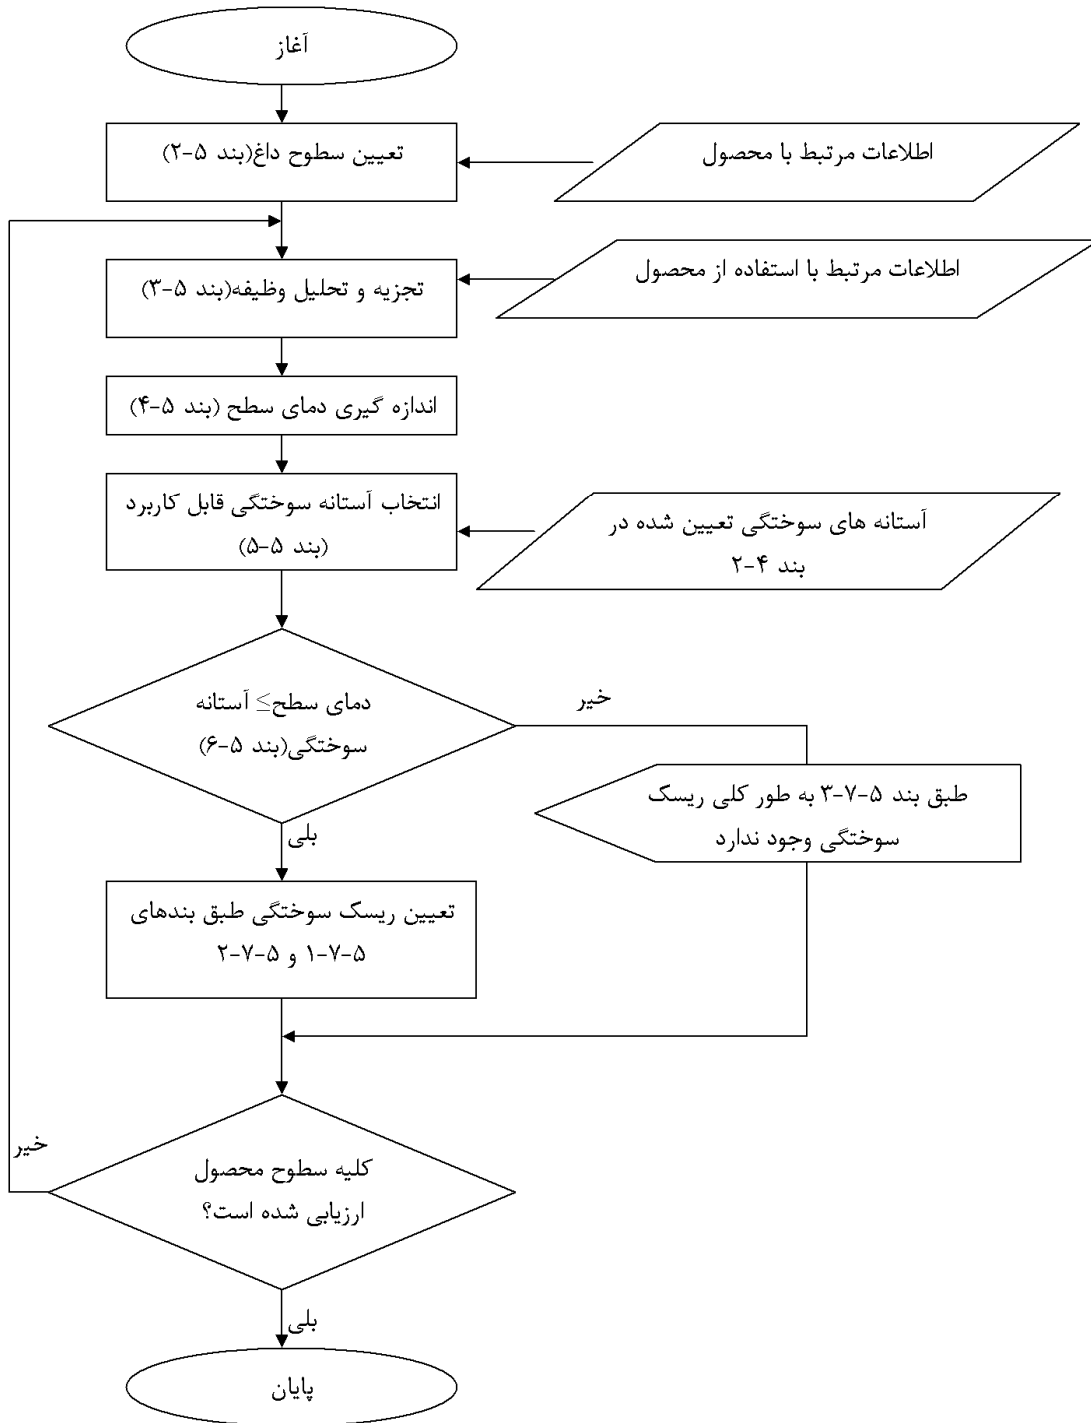 آغاز
تعیین سطوح داغ(بند ۵-۲)
اطلاعات مرتبط با محصول
تجزیه و تحلیل وظیفه(بند ۵-۳)
اطلاعات مرتبط با استفاده از محصول
اندازه گیری دمای سطح (بند ۵-۴)
انتخاب آستانه سوختگی قابل کاربرد
(بند ۵-۵)
آستانه های سوختگی تعیین شده در
بند ۴-۲
دمای سطح≥ آستانه
سوختگی(بند ۵-۶)
خیر
طبق بند ۵-۷-۳ به طور کلی ریسک
سوختگی وجود ندارد
بلی
تعیین ریسک سوختگی طبق بندهای
۵-۷-۱ و ۵-۷-۲
خیر
کلیه سطوح محصول
ارزیابی شده است؟
بلی
پایان